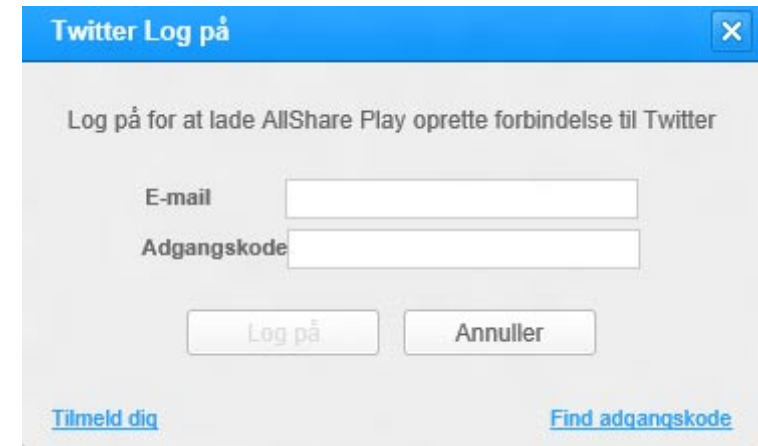 Twitter Log på
Log på for at lade AllShare Play oprette forbindelse til Twitter
E-mail
Adgangskode
Log på Annuller
Tilmeld dig Find adgangskode